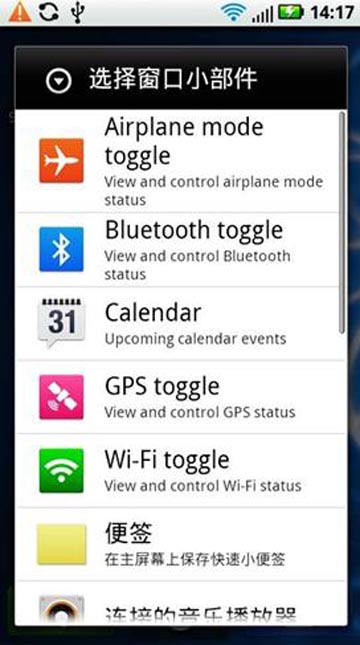 14:17
选择窗口小部件
Airplane mode
toggle
View and control airplane mode
status
Bluetooth toggle
View and control Bluetooth
status
31
Calendar
Upcoming calendar events
GPS toggle
View and control GPS status
Wi-Fi toggle
View and control Wi-Fi status
便签
在主屏幕上保存快速小便签
连接的音乐播放器